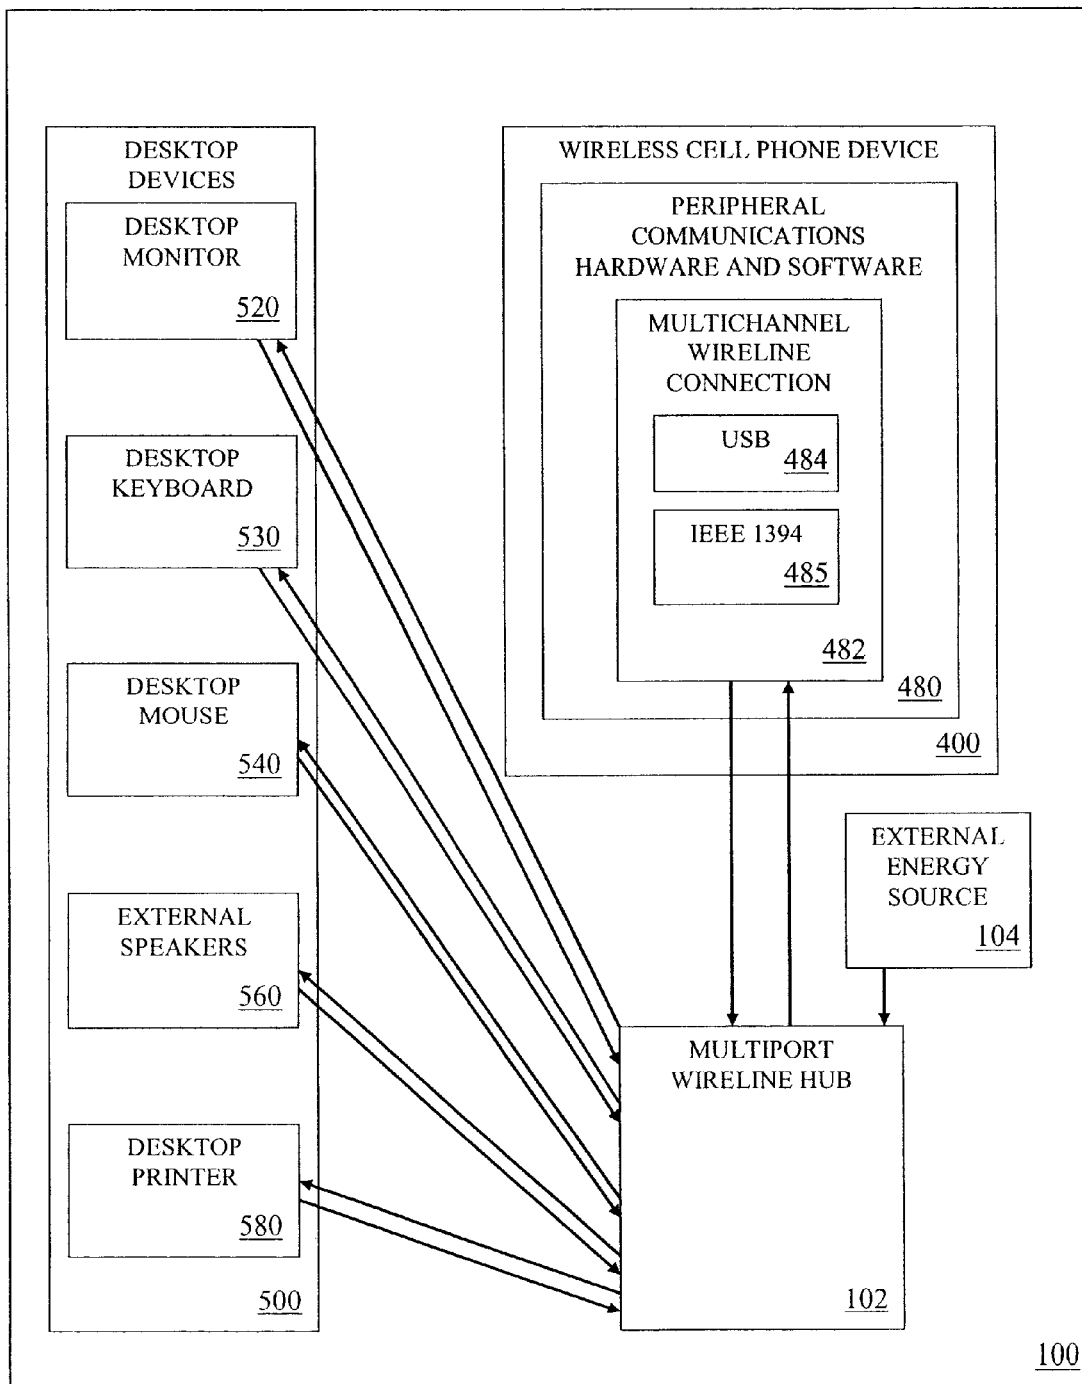 DESKTOP
DEVICES
DESKTOP
MONITOR
520
DESKTOP
KEYBOARD
530
DESKTOP
MOUSE
540
EXTERNAL
SPEAKERS
560
DESKTOP
PRINTER
580
500
WIRELESS CELL PHONE DEVICE
PERIPHERAL
COMMUNICATIONS
HARDWARE AND SOFTWARE
MULTICHANNEL
WIRELINE
CONNECTION
USB
484
IEEE 1394
485
482
480
400
EXTERNAL
ENERGY
SOURCE
104
MULTIPORT
WIRELINE HUB
102
100